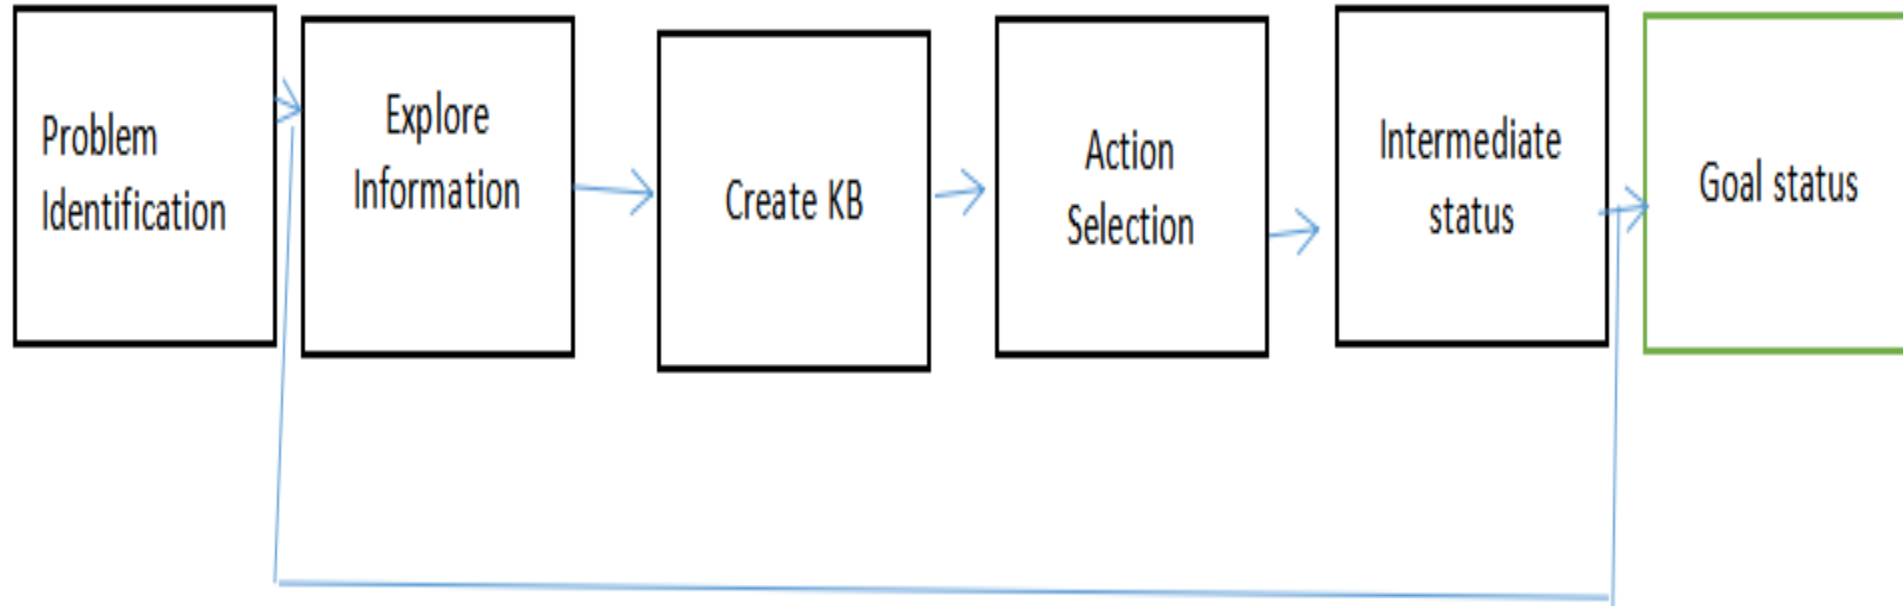 Problem
Identification
Explore
Information
Create KB
Action
Selection
Intermediate
status
Goal status